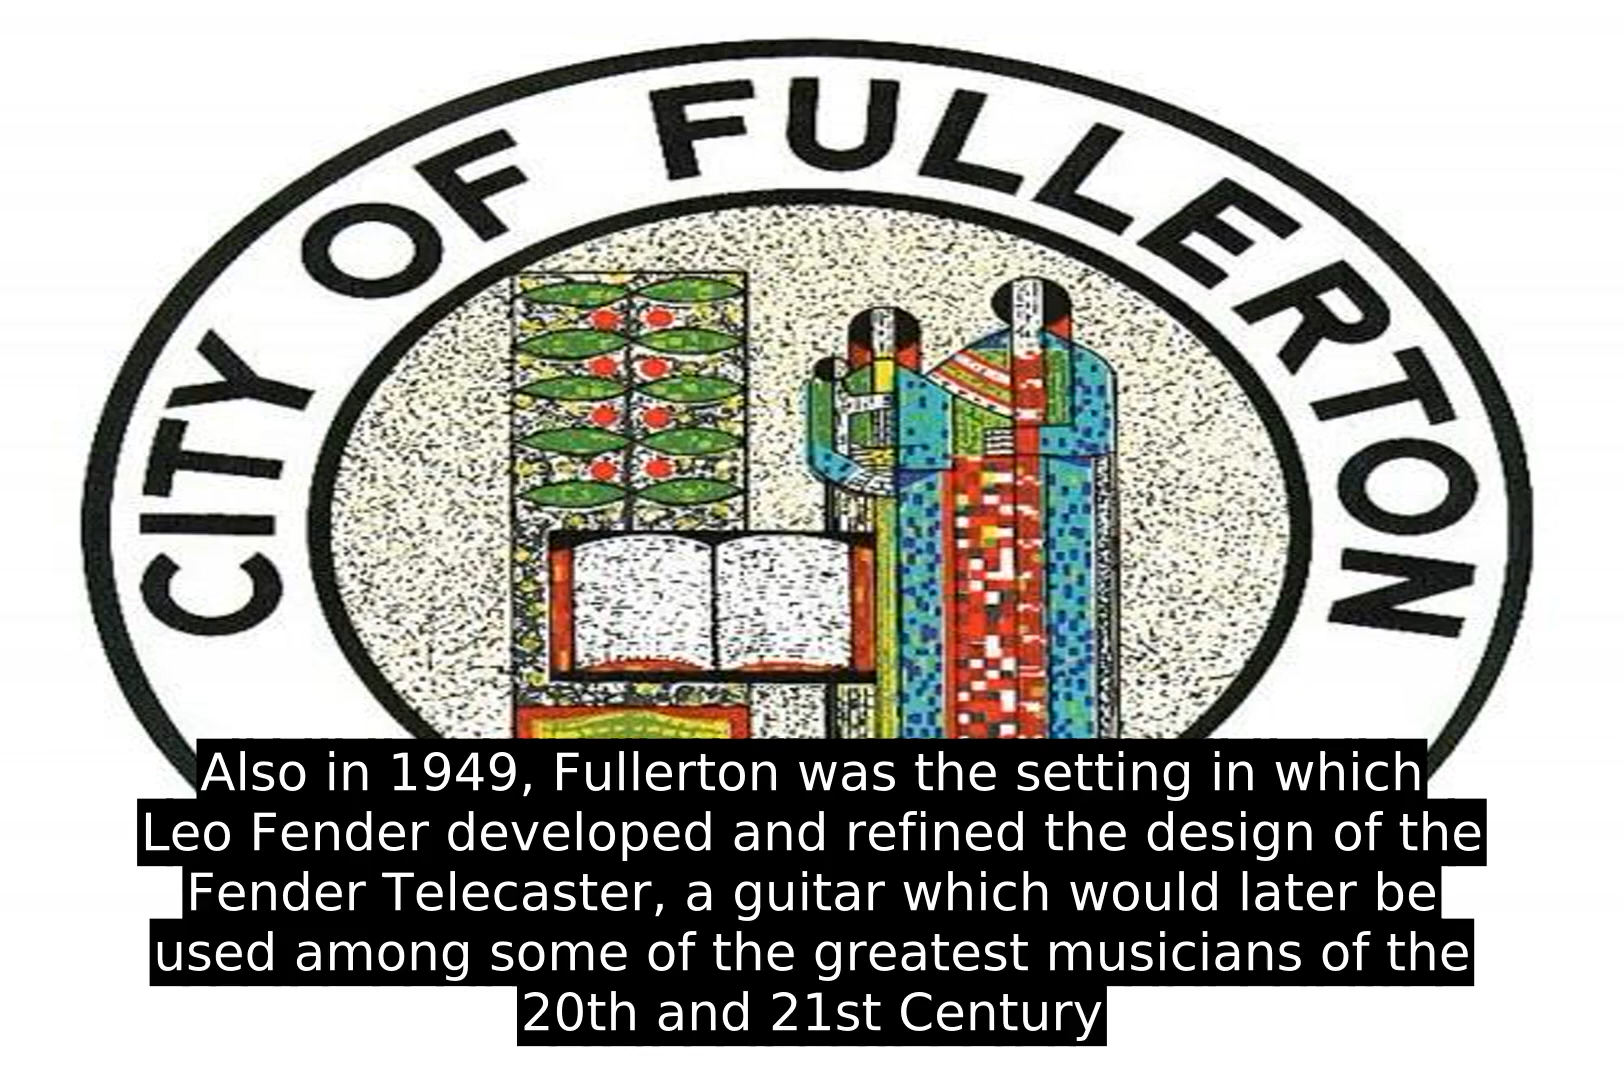 CITY OF FULLERTON
Also in 1949, Fullerton was the setting in which
Leo Fender developed and refined the design of the
Fender Telecaster, a guitar which would later be
used among some of the greatest musicians of the
20th and 21st Century